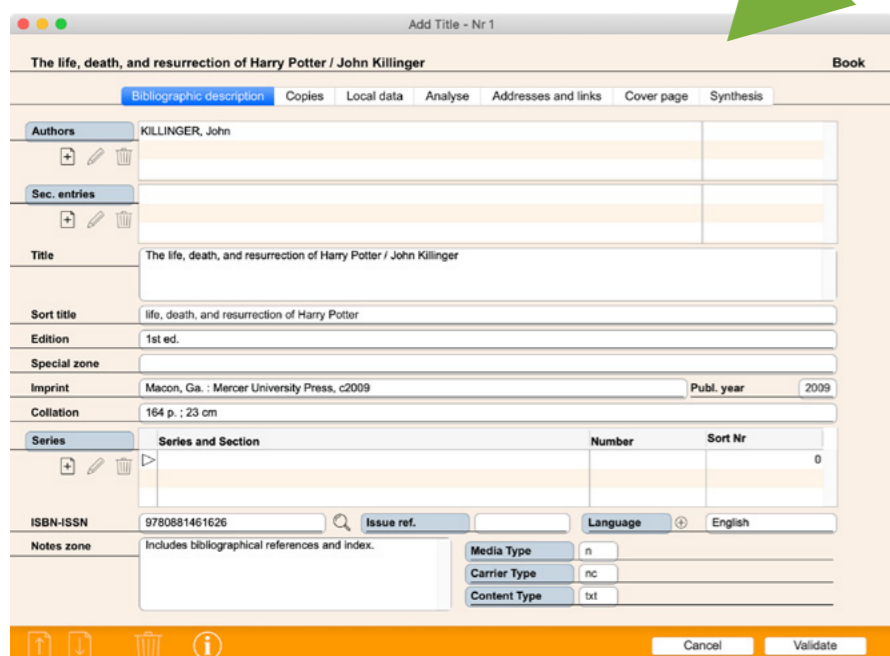 Add Title - Nr 1
The life, death, and resurrection of Harry Potter / John Killinger Book
Bibliographic description Copies Local data Analyse Addresses and links Cover page Synthesis
Authors KILLINGER, John
Sec. entries
Title The life, death, and resurrection of Harry Potter / John Killinger
Sort title life, death, and resurrection of Harry Potter
Edition 1st ed.
Special zone
Imprint Macon, Ga. : Mercer University Press, c2009 Publ. year 2009
Collation 164 p. ; 23 cm
Series Series and Section Number Sort Nr
0
ISBN-ISSN 9780881461626 Issue ref. Language English
Notes zone Includes bibliographical references and index.
Media Type n
Carrier Type nc
Content Type txt
Cancel Validate